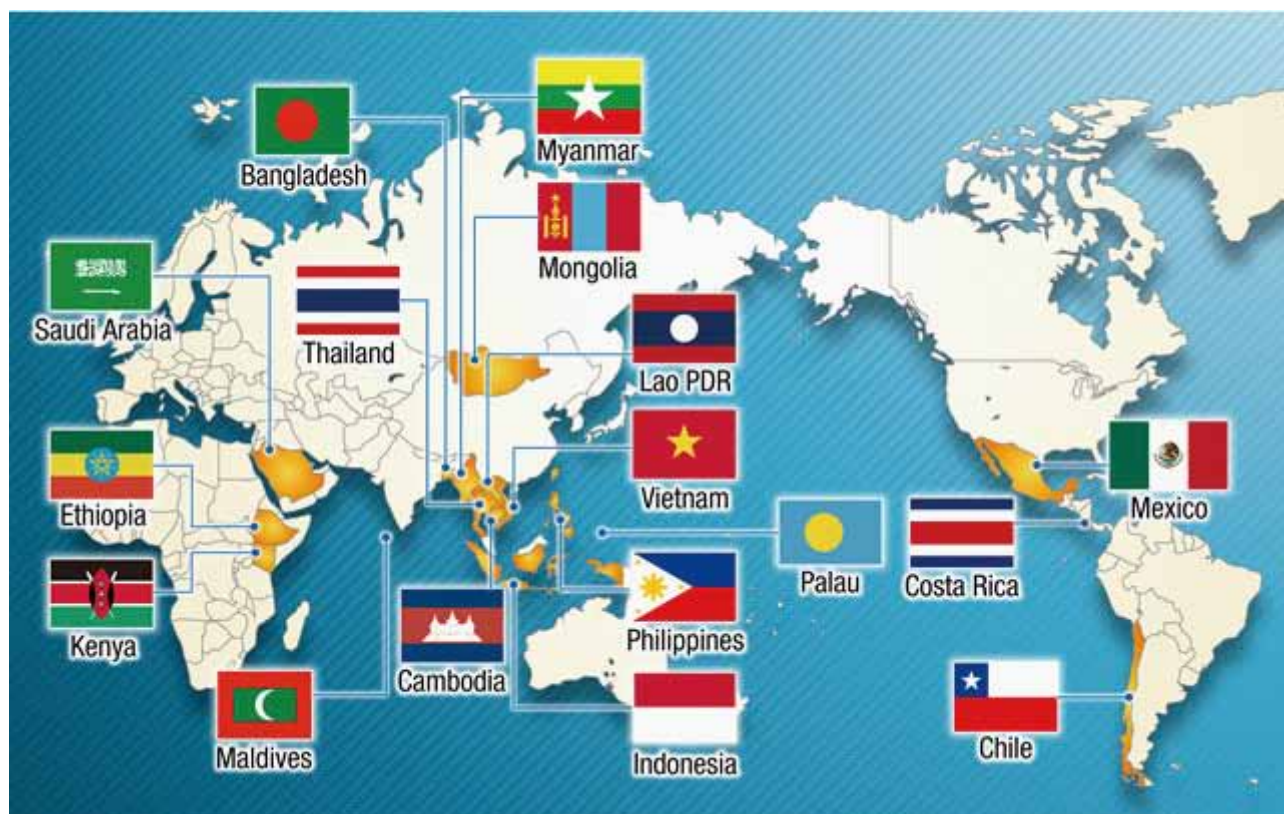 Bangladesh
Myanmar
Mongolia
Saudi Arabia
Thailand
Lao PDR
Ethiopia
Vietnam
Mexico
Palau
Costa Rica
Kenya
Philippines
Cambodia
Maldives
Indonesia
Chile